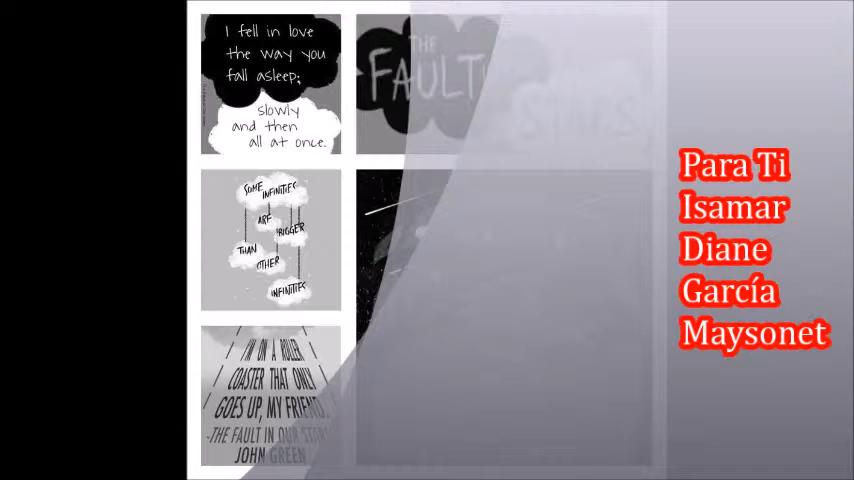 I fell in love
the way you
fall asleep;
slowly
and then
all at once.
THE
FAULT
STARS
SOME INFINITIES
ARE
BIGGER
THAN
OTHER
INFINITIES
I'M ON A ROLLER
COASTER THAT ONLY
GOES UP, MY FRIEND.
-THE FAULT IN OUR STARS
JOHN GREEN
Para Ti
Isamar
Diane
García
Maysonet